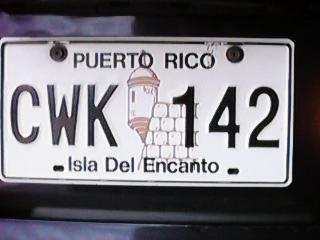 PUERTO RICO
CWK 142
Isla Del Encanto